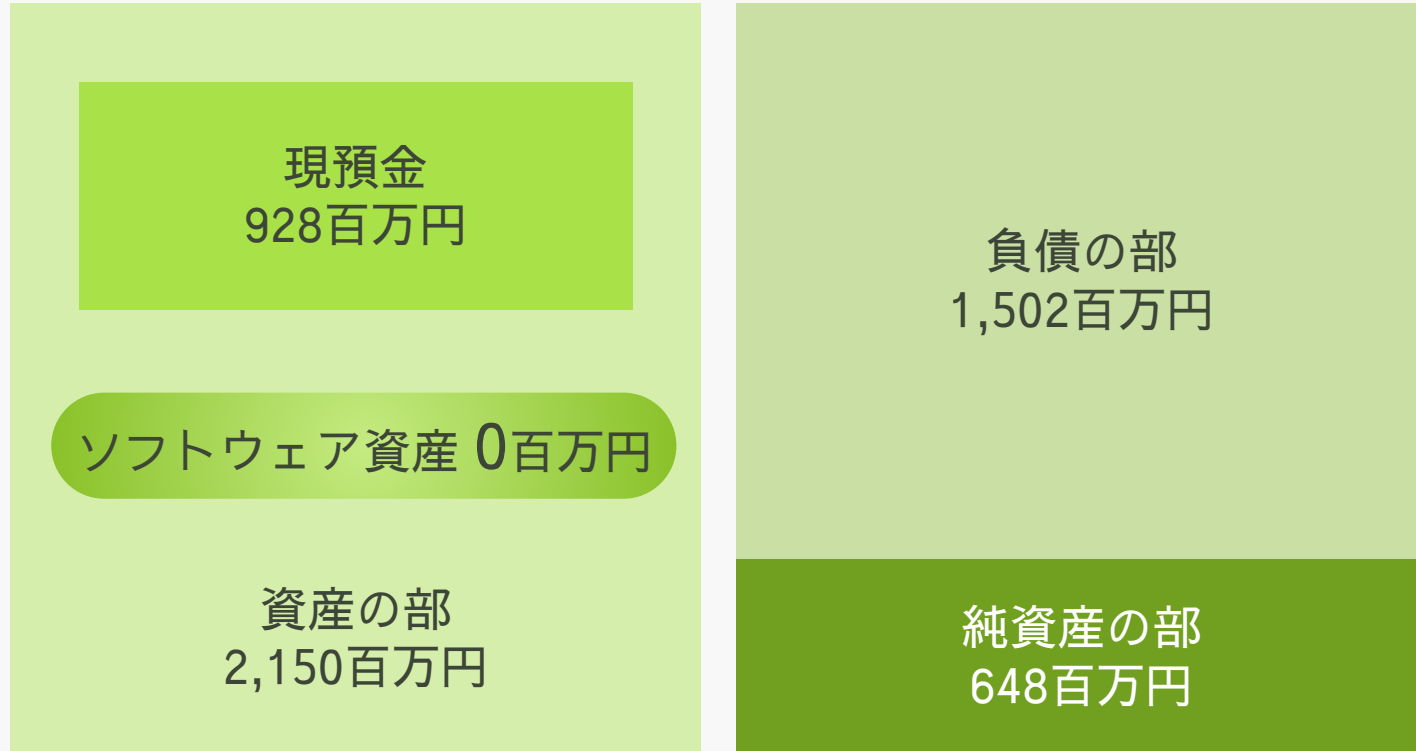 現預金
928百万円
ソフトウェア資産 0百万円
資産の部
2,150百万円
負債の部
1,502百万円
純資産の部
648百万円